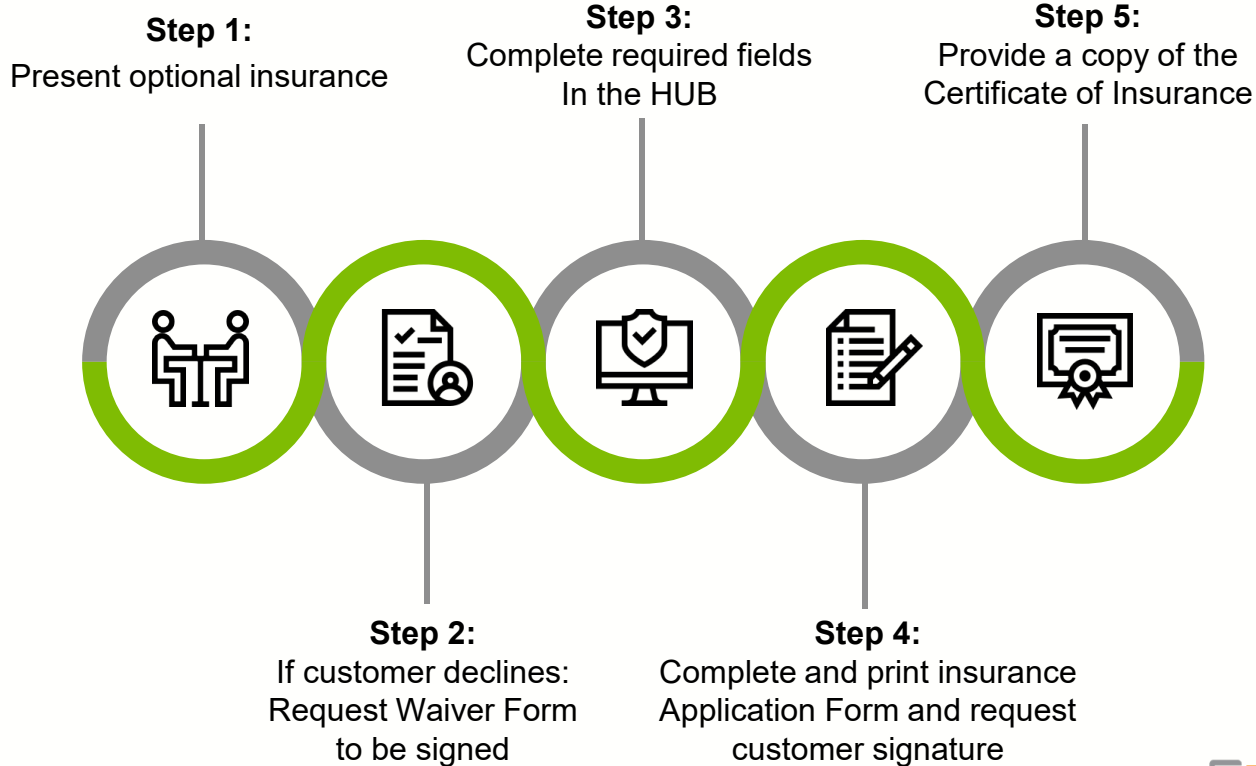 Step 1:
Present optional insurance
Step 2:
If customer declines:
Request Waiver Form
to be signed
Step 3:
Complete required fields
In the HUB
Step 4:
Complete and print insurance
Application Form and request
customer signature
Step 5:
Provide a copy of the
Certificate of Insurance